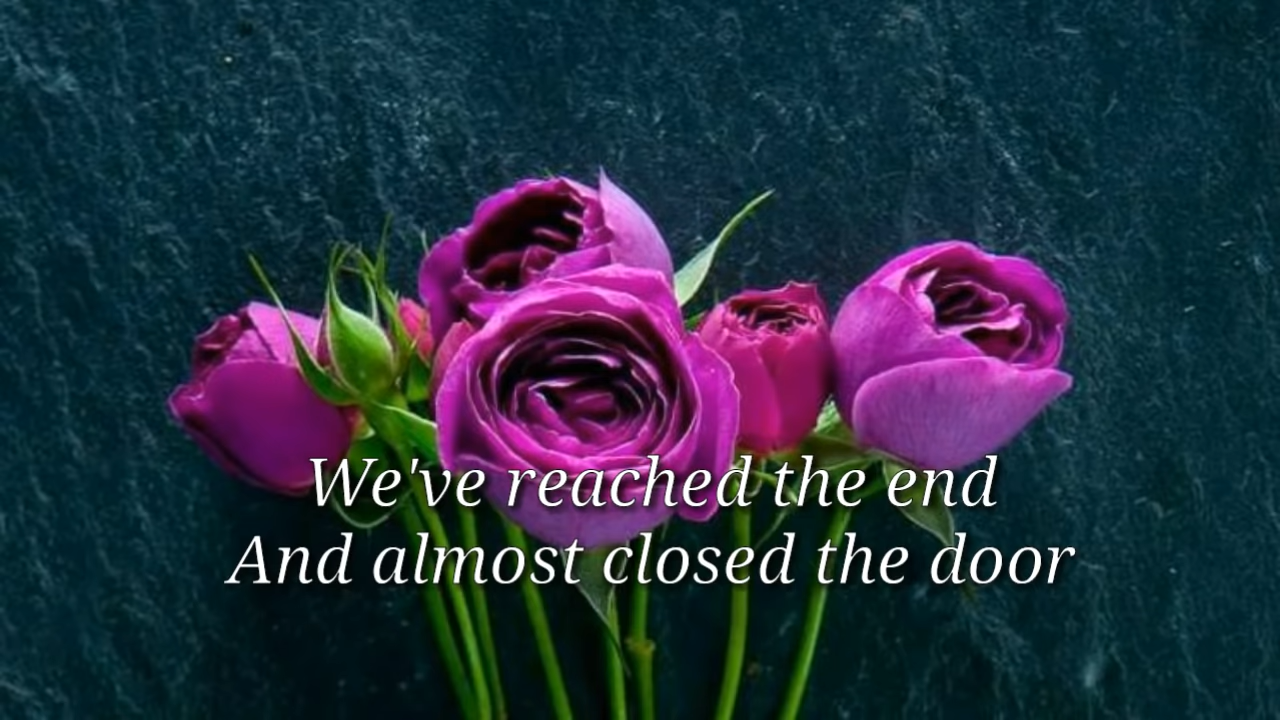 We've reached the end
And almost closed the door